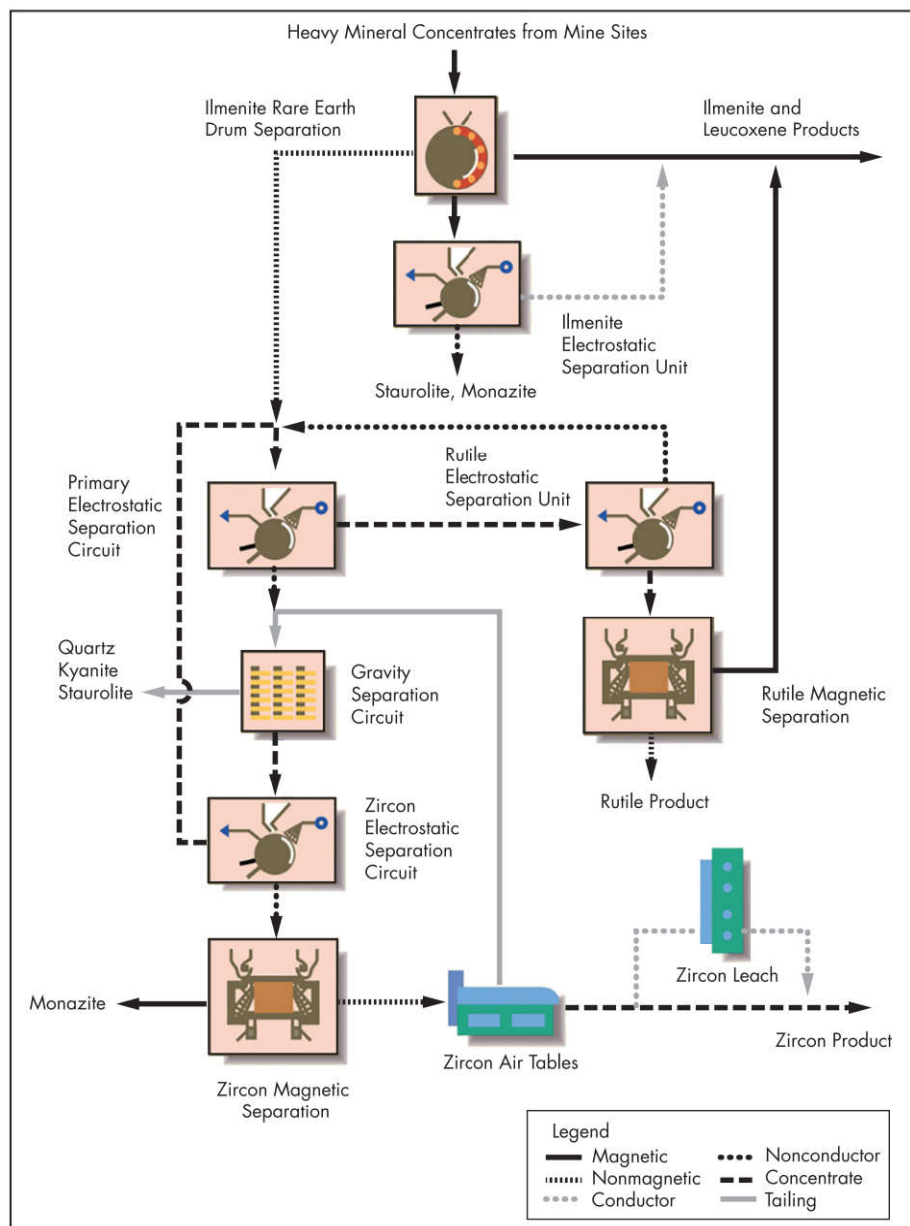 Heavy Mineral Concentrates from Mine Sites
Ilmenite Rare Earth
Drum Separation
Ilmenite and
Leucoxene Products
Ilmenite
Electrostatic
Separation Unit
Staurolite, Monazite
Primary
Electrostatic
Separation
Circuit
Rutile
Electrostatic
Separation Unit
Quartz
Kyanite
Staurolite
Gravity
Separation
Circuit
Rutile Magnetic
Separation
Rutile Product
Zircon
Electrostatic
Separation
Circuit
Zircon Leach
Monazite
Zircon Air Tables
Zircon Product
Zircon Magnetic
Separation
Legend
Magnetic
Nonmagnetic
Conductor
Nonconductor
Concentrate
Tailing